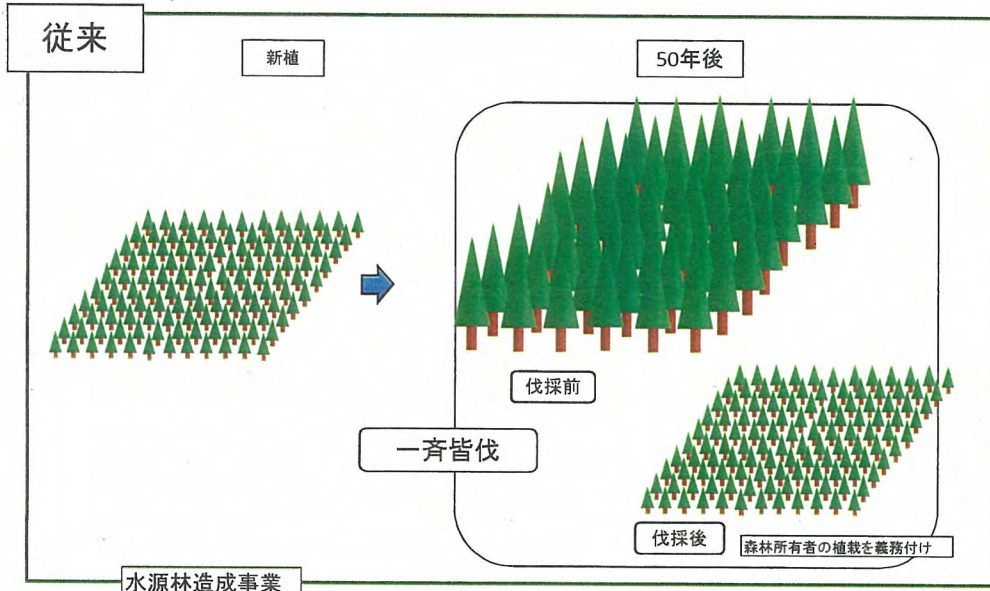 従来
新植
50年後
伐採前
一斉皆伐
伐採後
森林所有者の植栽を義務付け
水源林造成事業